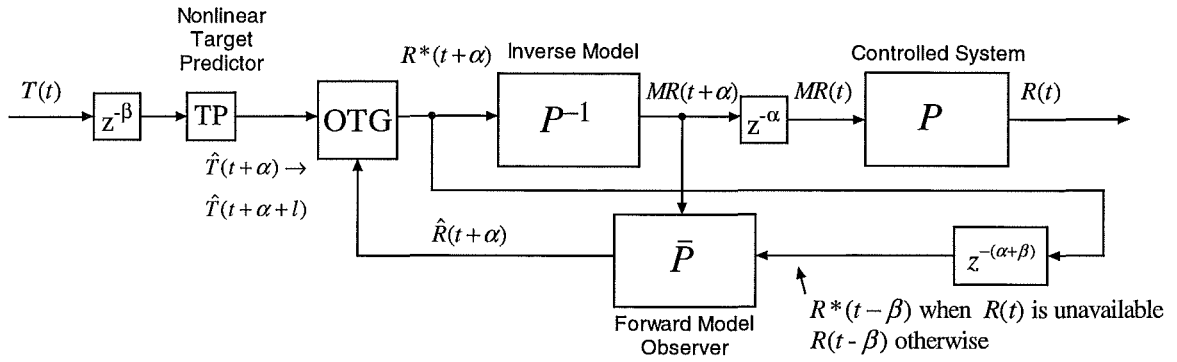 Nonlinear
Target
Predictor
T(t)
z^-β
TP
T̂(t+α) →
T̂(t+α+l)
OTG
R*(t+α)
Inverse Model
P^-1
MR(t+α)
z^-α
MR(t)
Controlled System
P
R(t)
R̂(t+α)
P̄
z^-(α+β)
Forward Model
Observer
R*(t−β) when R(t) is unavailable
R(t-β) otherwise